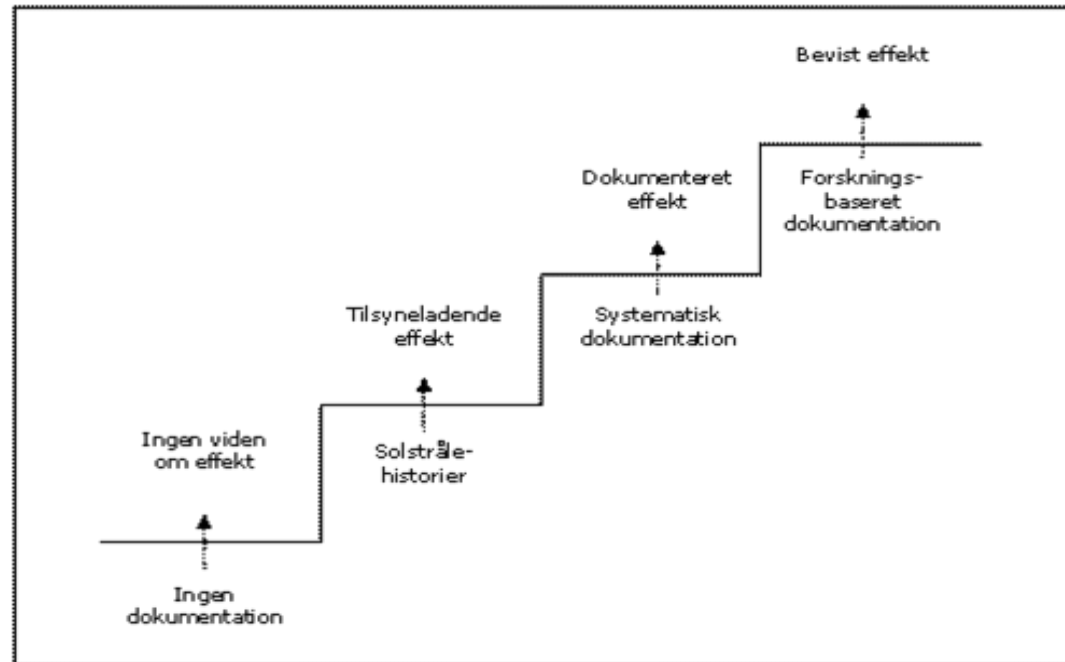 Bevist effekt
Forsknings-
baseret
dokumentation
Dokumenteret
effekt
Systematisk
dokumentation
Tilsyneladende
effekt
Solstråle-
historier
Ingen viden
om effekt
Ingen
dokumentation